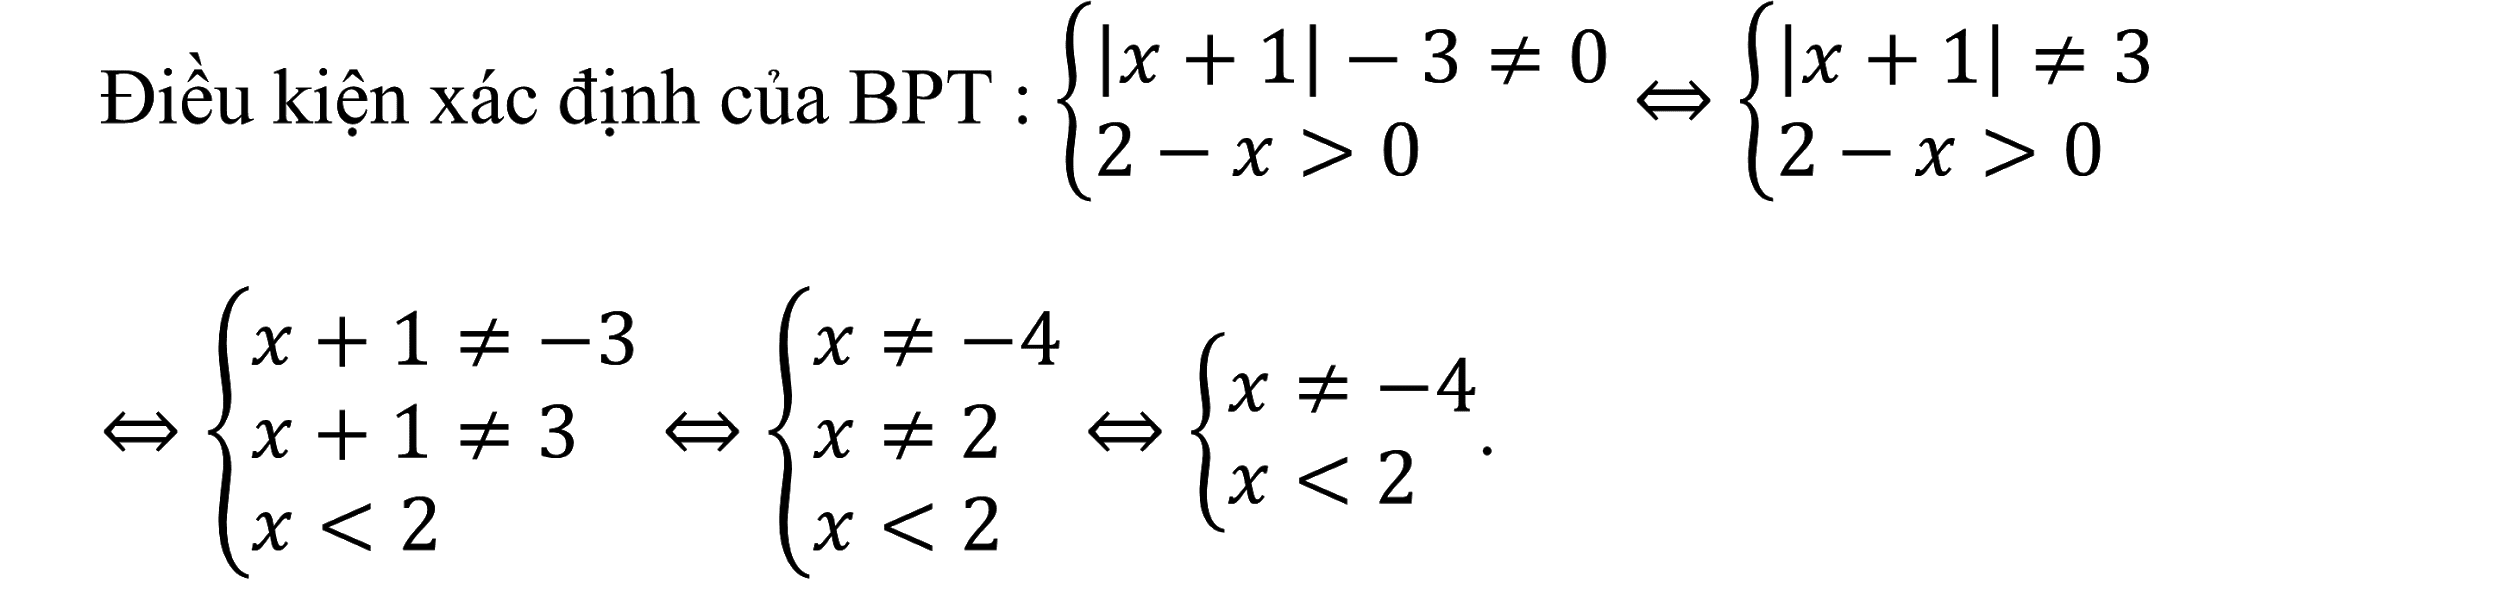 Điều kiện xác định của BPT : { |x + 1| − 3 ≠ 0 ; 2 − x > 0 ⇔ { |x + 1| ≠ 3 ; 2 − x > 0
⇔ { x + 1 ≠ −3 ; x + 1 ≠ 3 ; x < 2 ⇔ { x ≠ −4 ; x ≠ 2 ; x < 2 ⇔ { x ≠ −4 ; x < 2 .